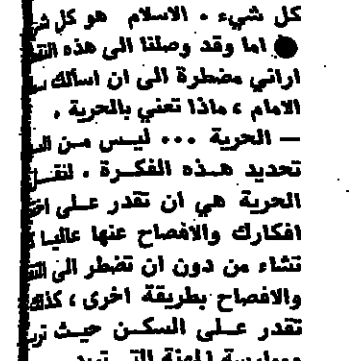 كل شيء . الاسلام هو كل
● اما وقد وصلنا الى هذه
اراني مضطرة الى ان اسألك
الامام ، ماذا تعني بالحرية .
— الحرية ... ليس من
تحديد هذه الفكرة . لنقل
الحرية هي ان تقدر على
افكارك والافصاح عنها عاليا
تشاء من دون ان تضطر الى
والافصاح بطريقة اخرى ، كذلك
تقدر على السكن حيث